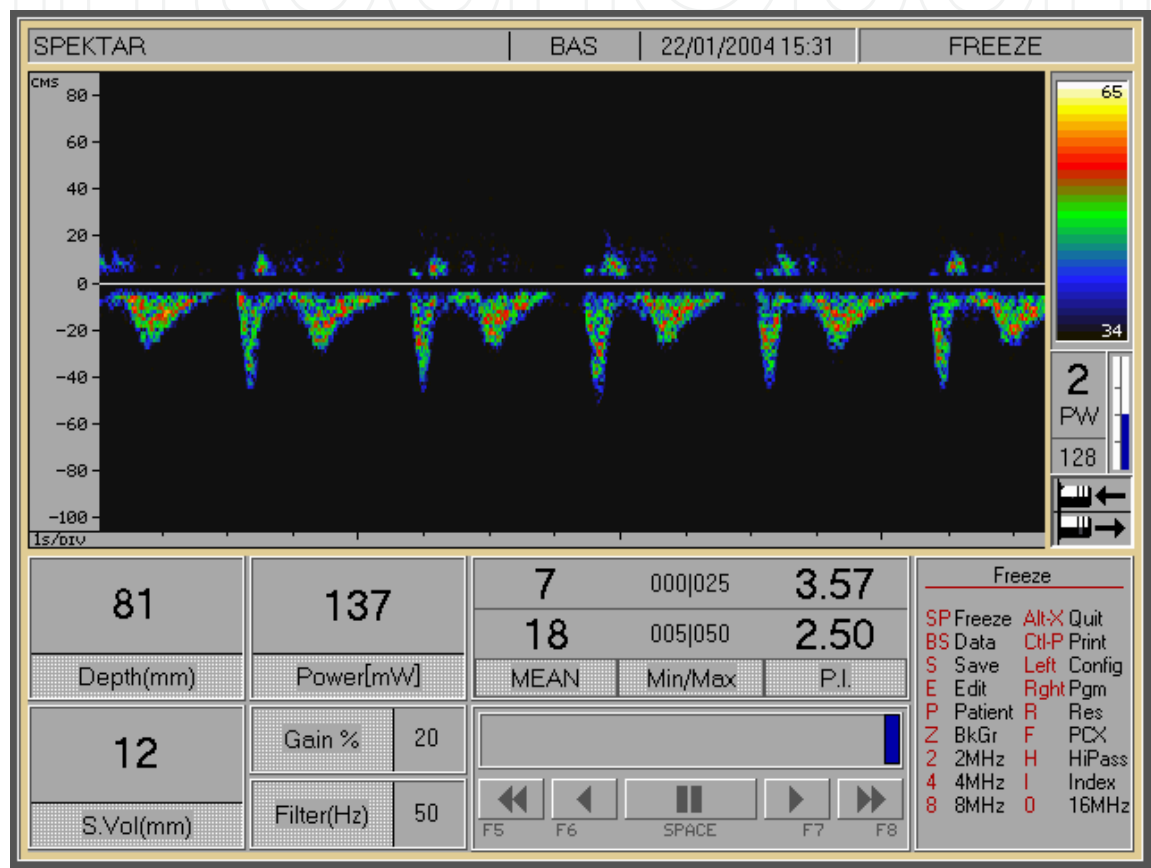 SPEKTAR BAS 22/01/2004 15:31 FREEZE
CMS
80
60
40
20
0
-20
-40
-60
-80
-100
1s/DIV
65
34
2
PW
128
81
Depth(mm)
137
Power[mW]
7 000|025 3.57
18 005|050 2.50
MEAN Min/Max P.I.
12
S.Vol(mm)
Gain % 20
Filter(Hz) 50
F5 F6 SPACE F7 F8
Freeze
SP Freeze Alt-X Quit
BS Data Ctl-P Print
S Save Left Config
E Edit Rght Pgm
P Patient R Res
Z BkGr F PCX
2 2MHz H HiPass
4 4MHz I Index
8 8MHz 0 16MHz